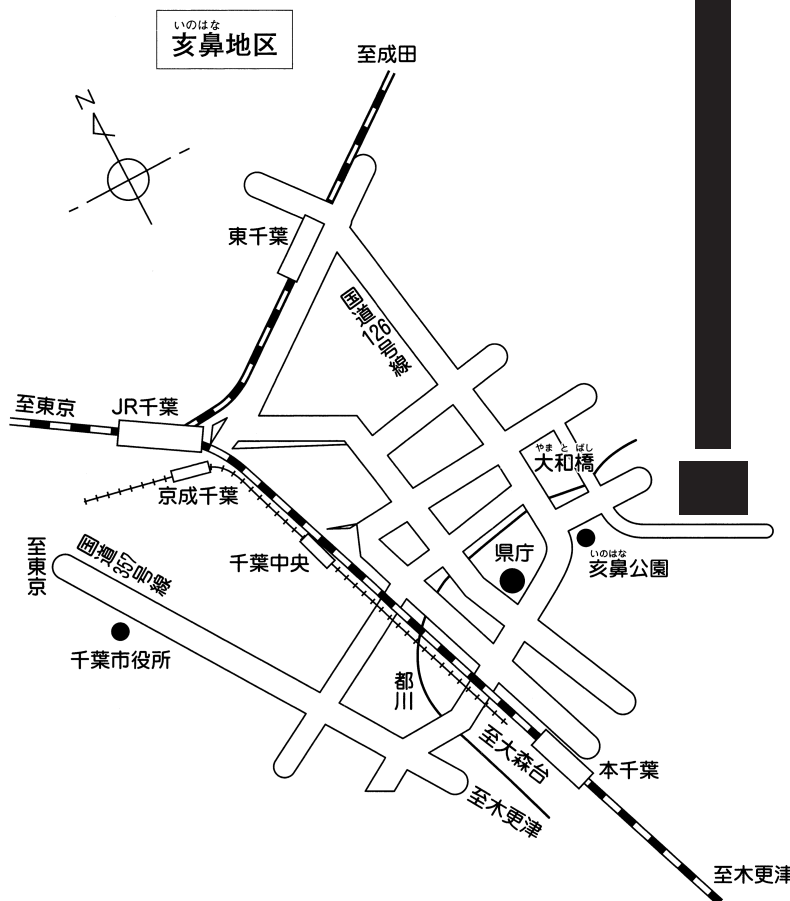 いのはな
亥鼻地区
至成田
N
東千葉
国道126号線
至東京
JR千葉
やまとばし
大和橋
京成千葉
至東京
国道357号線
千葉中央
県庁
いのはな
亥鼻公園
千葉市役所
都川
至大森台
本千葉
至木更津
至木更津